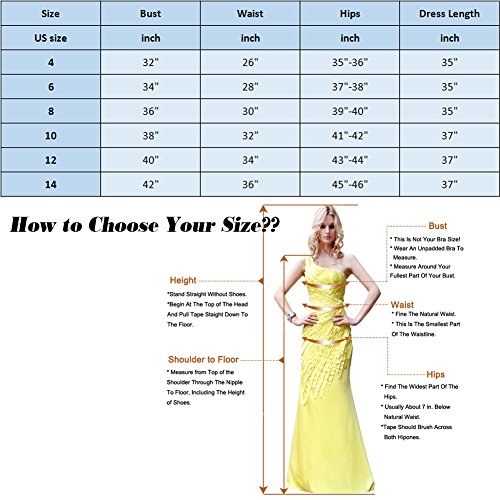 Size Bust Waist Hips Dress Length
US size inch inch inch inch
4 32" 26" 35"-36" 35"
6 34" 28" 37"-38" 35"
8 36" 30" 39"-40" 35"
10 38" 32" 41"-42" 37"
12 40" 34" 43"-44" 37"
14 42" 36" 45"-46" 37"
How to Choose Your Size??
Bust
* This Is Not Your Bra Size!
* Wear An Unpadded Bra To
Measure.
* Measure Around Your
Fullest Part Of Your Bust.
Height
*Stand Straight Without Shoes.
*Begin At The Top of The Head
And Pull Tape Straight Down To
The Floor.
Waist
* Fine The Natural Waist.
* This Is The Smallest Part
Of The Waistline.
Shoulder to Floor
* Measure from Top of the
Shoulder Through The Nipple
To Floor, Including The Height
of Shoes.
Hips
* Find The Widest Part Of The
Hips.
* Usually About 7 in. Below
Natural Waist.
*Tape Should Brush Across
Both Hipones.